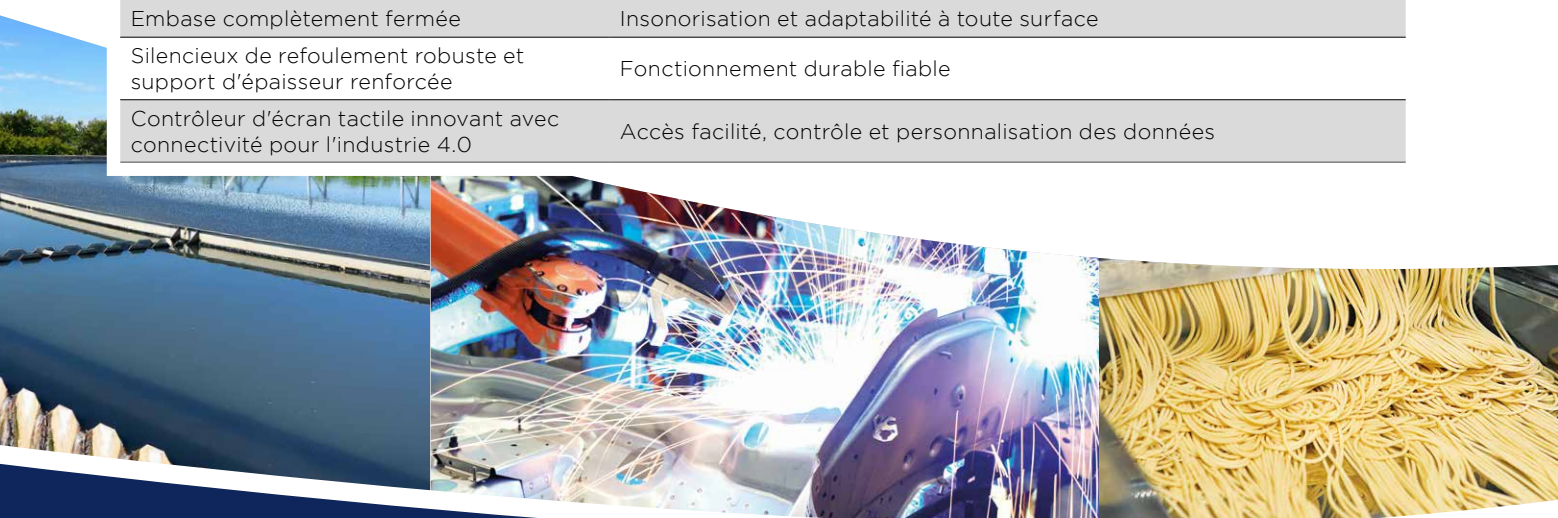 Embase complètement fermée
Insonorisation et adaptabilité à toute surface
Silencieux de refoulement robuste et
support d'épaisseur renforcée
Fonctionnement durable fiable
Contrôleur d'écran tactile innovant avec
connectivité pour l'industrie 4.0
Accès facilité, contrôle et personnalisation des données